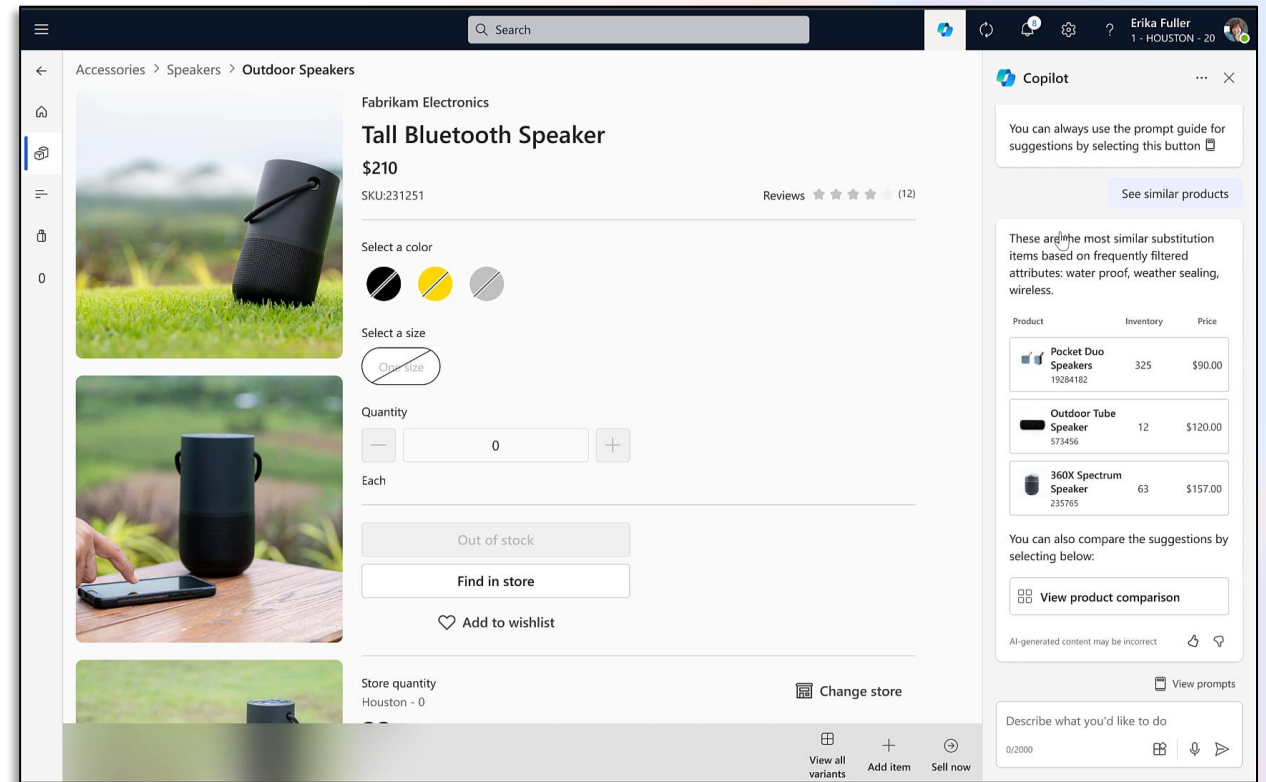 Search
8
?
Erika Fuller
1 - HOUSTON - 20
Accessories > Speakers > Outdoor Speakers
0
Fabrikam Electronics
Tall Bluetooth Speaker
$210
SKU:231251
Reviews
(12)
Select a color
Select a size
One size
Quantity
0
Each
Out of stock
Find in store
Add to wishlist
Store quantity
Houston - 0
Change store
View all
variants
Add item
Sell now
Copilot
You can always use the prompt guide for
suggestions by selecting this button
See similar products
These are the most similar substitution
items based on frequently filtered
attributes: water proof, weather sealing,
wireless.
Product Inventory Price
Pocket Duo
Speakers
19284182
325
$90.00
Outdoor Tube
Speaker
573456
12
$120.00
360X Spectrum
Speaker
235765
63
$157.00
You can also compare the suggestions by
selecting below:
View product comparison
AI-generated content may be incorrect
View prompts
Describe what you'd like to do
0/2000